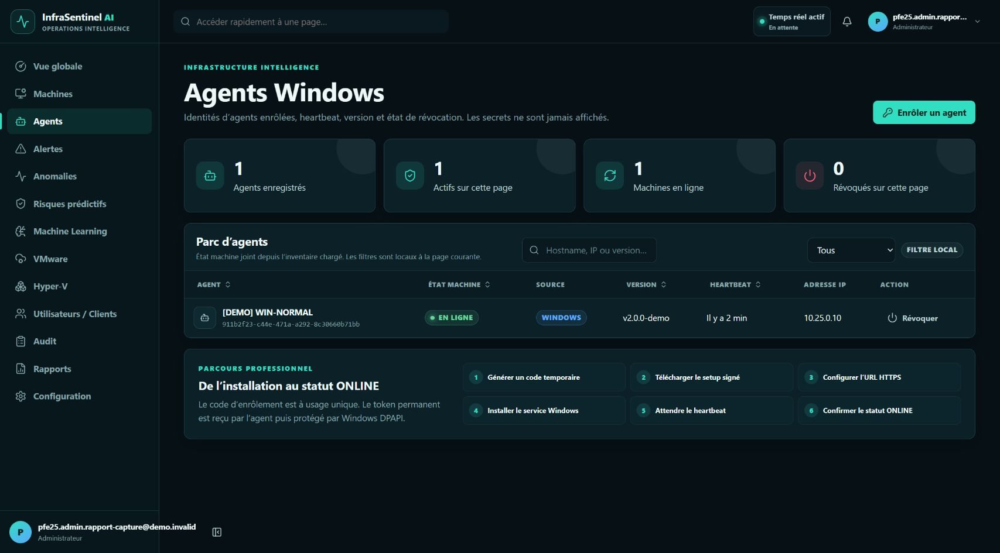 InfraSentinel AI
OPERATIONS INTELLIGENCE
Accéder rapidement à une page...
Temps réel actif
En attente
P
pfe25.admin.rappor...
Administrateur
Vue globale
Machines
Agents
Alertes
Anomalies
Risques prédictifs
Machine Learning
VMware
Hyper-V
Utilisateurs / Clients
Audit
Rapports
Configuration
P
pfe25.admin.rapport-capture@demo.invalid
Administrateur
INFRASTRUCTURE INTELLIGENCE
Agents Windows
Identités d’agents enrôlées, heartbeat, version et état de révocation. Les secrets ne sont jamais affichés.
Enrôler un agent
1
Agents enregistrés
1
Actifs sur cette page
1
Machines en ligne
0
Révoqués sur cette page
Parc d’agents
État machine joint depuis l’inventaire chargé. Les filtres sont locaux à la page courante.
Hostname, IP ou version...
Tous
FILTRE LOCAL
AGENT ÉTAT MACHINE SOURCE VERSION HEARTBEAT ADRESSE IP ACTION
[DEMO] WIN-NORMAL
911b2f23-c44e-471a-a292-8c30660b71bb
EN LIGNE
WINDOWS
v2.0.0-demo
Il y a 2 min
10.25.0.10
Révoquer
PARCOURS PROFESSIONNEL
De l’installation au statut ONLINE
Le code d’enrôlement est à usage unique. Le token permanent
est reçu par l’agent puis protégé par Windows DPAPI.
1 Générer un code temporaire
2 Télécharger le setup signé
3 Configurer l’URL HTTPS
4 Installer le service Windows
5 Attendre le heartbeat
6 Confirmer le statut ONLINE